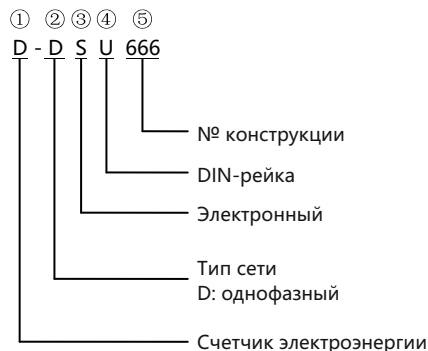 ① ② ③ ④ ⑤
D - D S U 666
№ конструкции
DIN-рейка
Электронный
Тип сети
D: однофазный
Счетчик электроэнергии